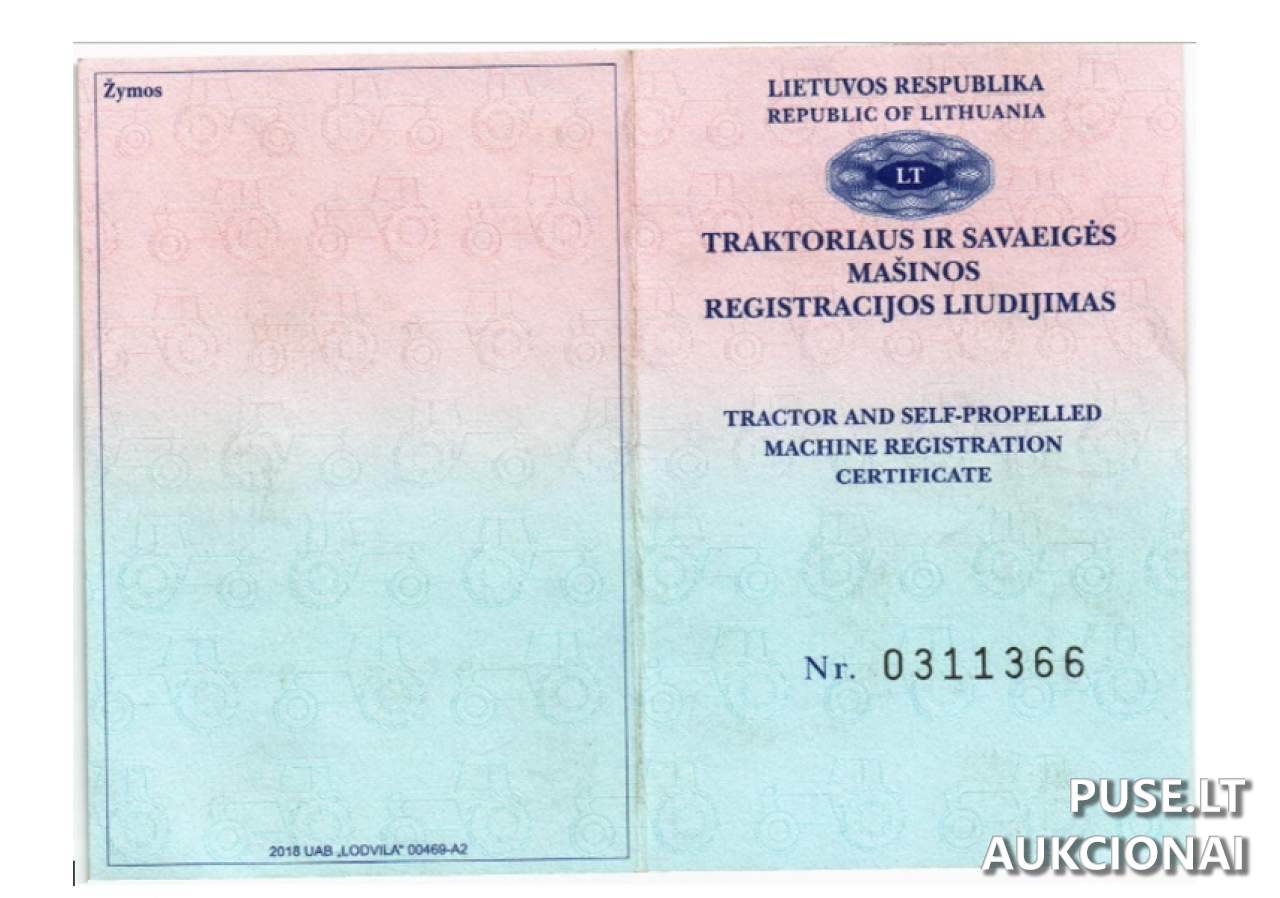 Žymos
2018 UAB „LODVILA“ 00469-A2
LIETUVOS RESPUBLIKA
REPUBLIC OF LITHUANIA
LT
TRAKTORIAUS IR SAVAEIGĖS
MAŠINOS
REGISTRACIJOS LIUDIJIMAS
TRACTOR AND SELF-PROPELLED
MACHINE REGISTRATION
CERTIFICATE
Nr. 0311366
PUSE.LT
AUKCIONAI